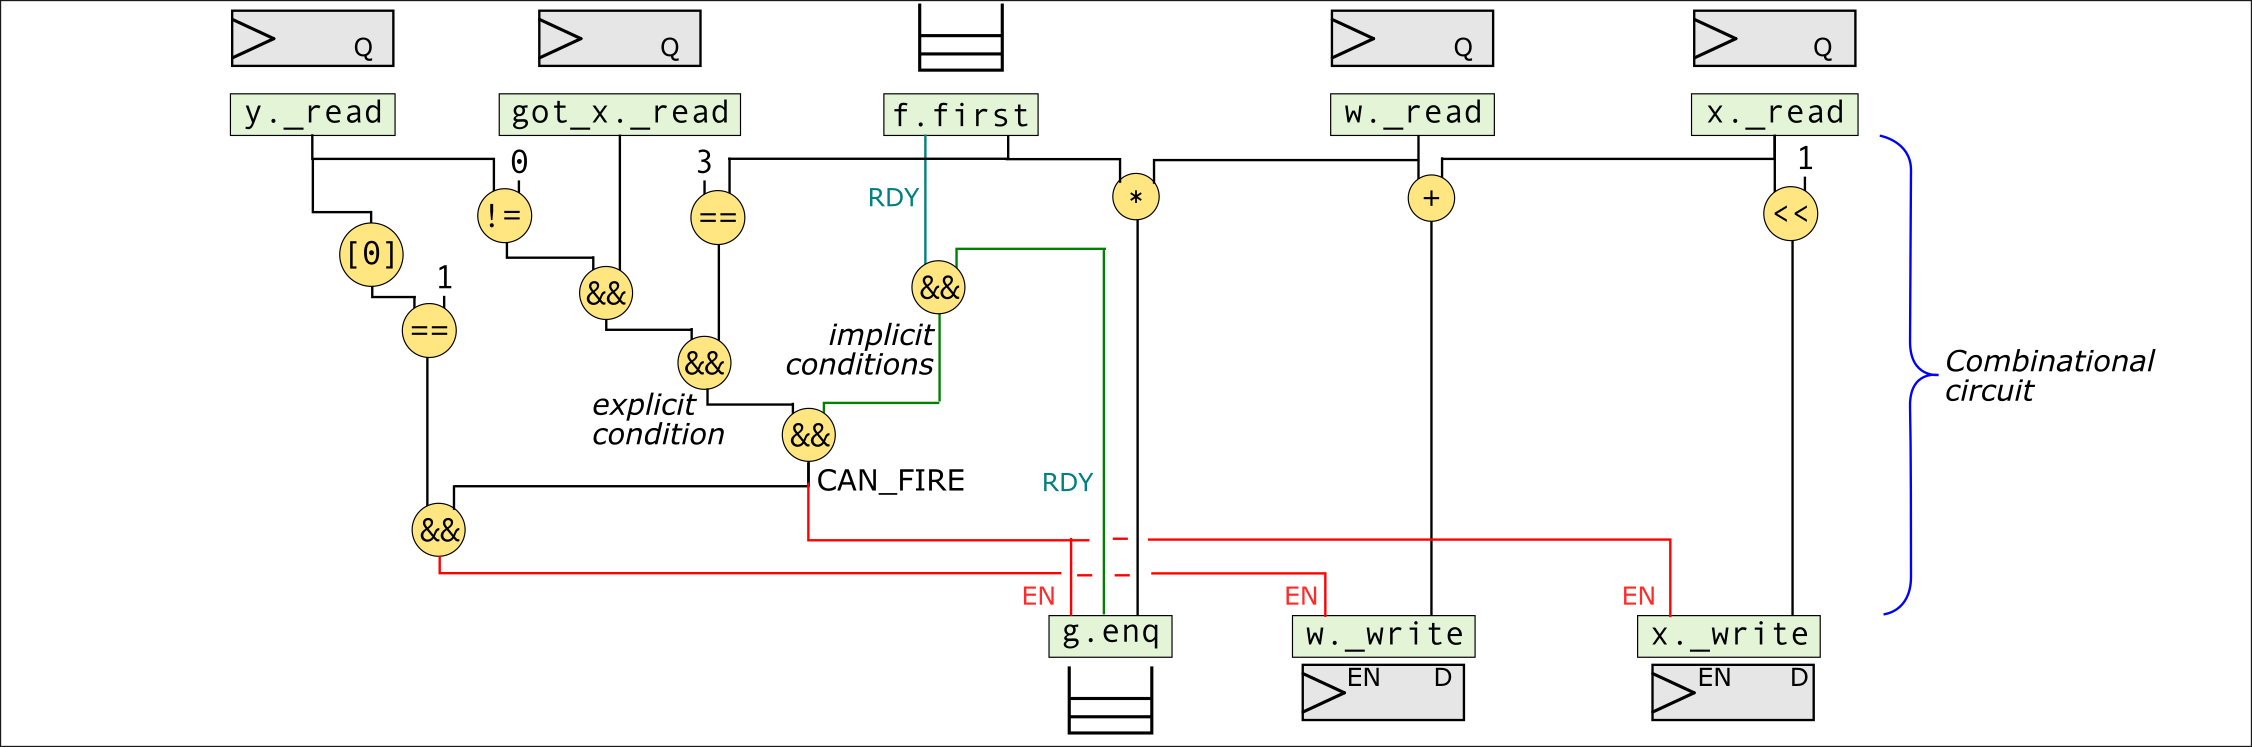 Q
Q
Q
Q
y._read
got_x._read
f.first
w._read
x._read
0
3
1
RDY
!=
==
*
+
<<
[0]
1
&&
&&
==
implicit
conditions
&&
Combinational
circuit
explicit
condition
&&
CAN_FIRE
RDY
&&
EN
EN
EN
g.enq
w._write
x._write
EN
D
EN
D